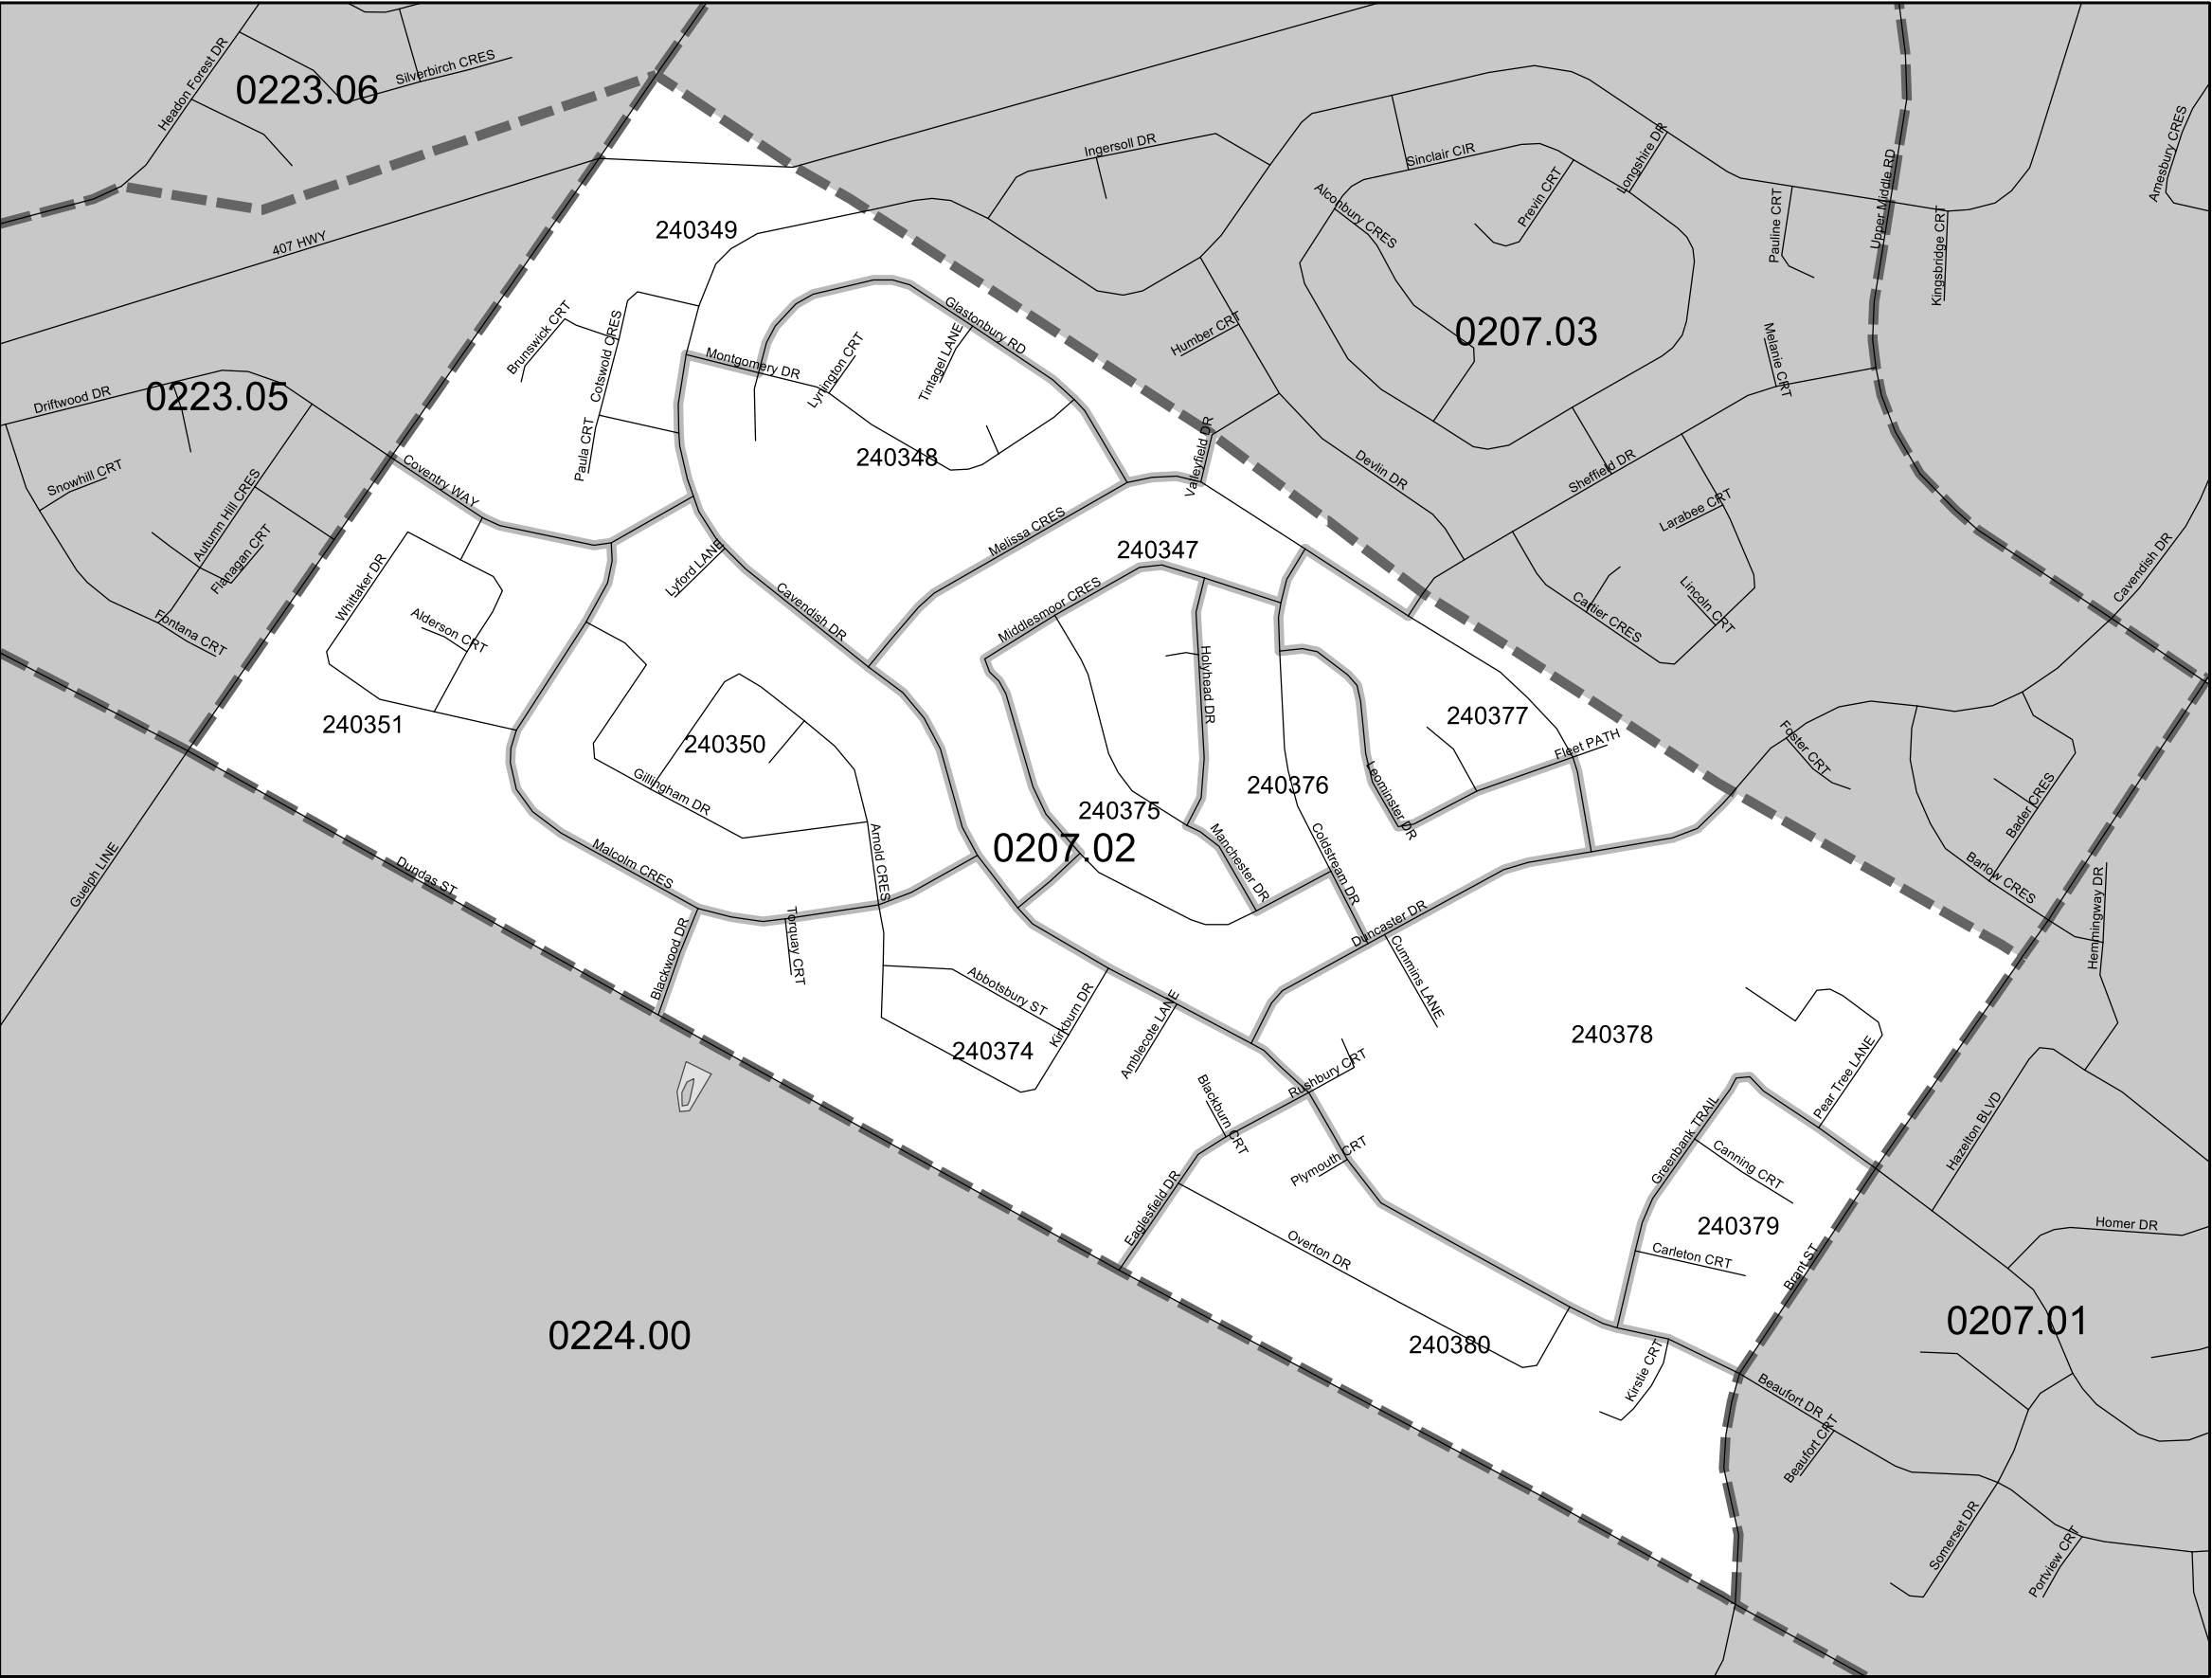 Headon Forest DR
0223.06
Silverbirch CRES
407 HWY
240349
Ingersoll DR
Sinclair CIR
Longshire DR
Previn CRT
Alconbury CRES
Pauline CRT
Upper Middle RD
Kingsbridge CRT
Amesbury CRES
0207.03
Humber CRT
Melanie CRT
Glastonbury RD
Brunswick CRT
Cotswold CRES
Montgomery DR
Lynington CRT
Tintagel LANE
0223.05
Driftwood DR
Paula CRT
240348
Valleyfield DR
Devlin DR
Sheffield DR
Coventry WAY
Snowhill CRT
Autumn Hill CRES
Flanagan CRT
Larabee CRT
Melissa CRES
240347
Lyford LANE
Whittaker DR
Alderson CRT
Fontana CRT
Cavendish DR
Middlesmoor CRES
Cartier CRES
Lincoln CRT
Cavendish DR
Holyhead DR
240351
240350
240377
Fleet PATH
Foster CRT
Gillingham DR
240376
240375
Leominster DR
Bader CRES
0207.02
Manchester DR
Coldstream DR
Arnold CRES
Malcolm CRES
Dundas ST
Guelph LINE
Barlow CRES
Hemmingway DR
Duncaster DR
Cummins LANE
Torquay CRT
Blackwood DR
Abbotsbury ST
Kirkburn DR
240374
Amblecote LANE
240378
Pear Tree LANE
Rushbury CRT
Blackburn CRT
Plymouth CRT
Greenbank TRAIL
Canning CRT
Hazelton BLVD
Eaglesfield DR
Overton DR
240379
Carleton CRT
Brant ST
Homer DR
0207.01
0224.00
240380
Kirstie CRT
Beaufort DR
Beaufort CRT
Somerset DR
Portview CRT